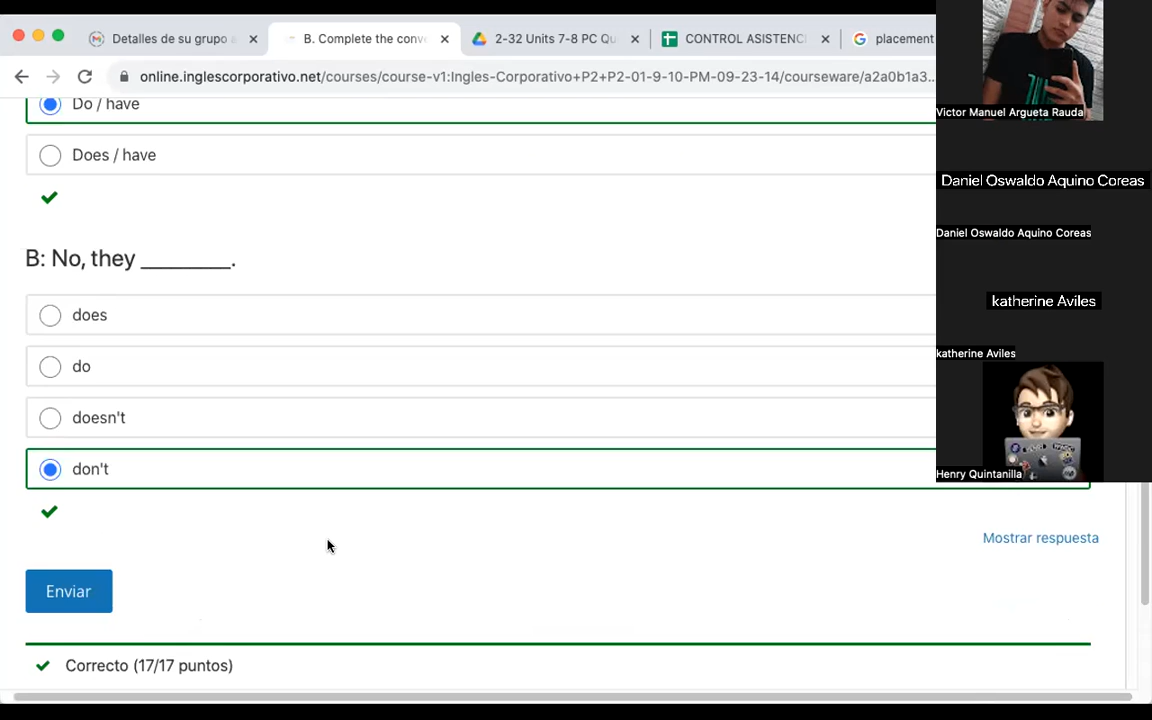 Detalles de su grupo a
B. Complete the conv
2-32 Units 7-8 PC Qu
CONTROL ASISTENC
placement
online.inglescorporativo.net/courses/course-v1:Ingles-Corporativo+P2+P2-01-9-10-PM-09-23-14/courseware/a2a0b1a3...
Victor Manuel Argueta Rauda
Do / have
Does / have
Daniel Oswaldo Aquino Coreas
Daniel Oswaldo Aquino Coreas
B: No, they _________.
katherine Aviles
does
katherine Aviles
do
doesn't
don't
Henry Quintanilla
Mostrar respuesta
Enviar
Correcto (17/17 puntos)